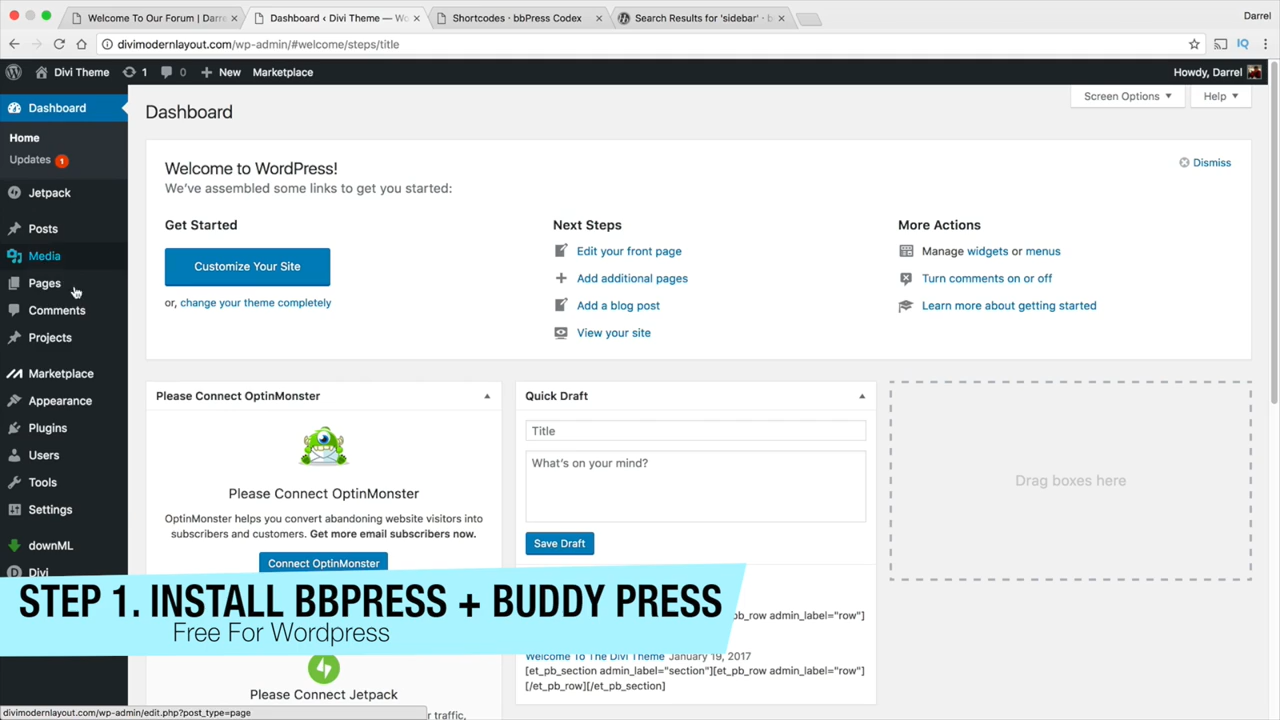 Welcome To Our Forum | Darre
Dashboard ‹ Divi Theme — Wo
Shortcodes · bbPress Codex
Search Results for 'sidebar' · b
Darrel
divimodernlayout.com/wp-admin/#welcome/steps/title
IQ
Divi Theme
1
0
New
Marketplace
Howdy, Darrel
Dashboard
Home
Updates 1
Jetpack
Posts
Media
Pages
Comments
Projects
Marketplace
Appearance
Plugins
Users
Tools
Settings
downML
Divi
Dashboard
Screen Options
Help
Welcome to WordPress!
We've assembled some links to get you started:
Dismiss
Get Started
Customize Your Site
or, change your theme completely
Next Steps
Edit your front page
Add additional pages
Add a blog post
View your site
More Actions
Manage widgets or menus
Turn comments on or off
Learn more about getting started
Please Connect OptinMonster
Please Connect OptinMonster
OptinMonster helps you convert abandoning website visitors into
subscribers and customers. Get more email subscribers now.
Connect OptinMonster
Quick Draft
Title
What's on your mind?
Save Draft
Drag boxes here
STEP 1. INSTALL BBPRESS + BUDDY PRESS
Free For Wordpress
_pb_row admin_label="row"]
Welcome To The Divi Theme January 19, 2017
[et_pb_section admin_label="section"][et_pb_row admin_label="row"]
[/et_pb_row][/et_pb_section]
Please Connect Jetpack
r traffic,
divimodernlayout.com/wp-admin/edit.php?post_type=page